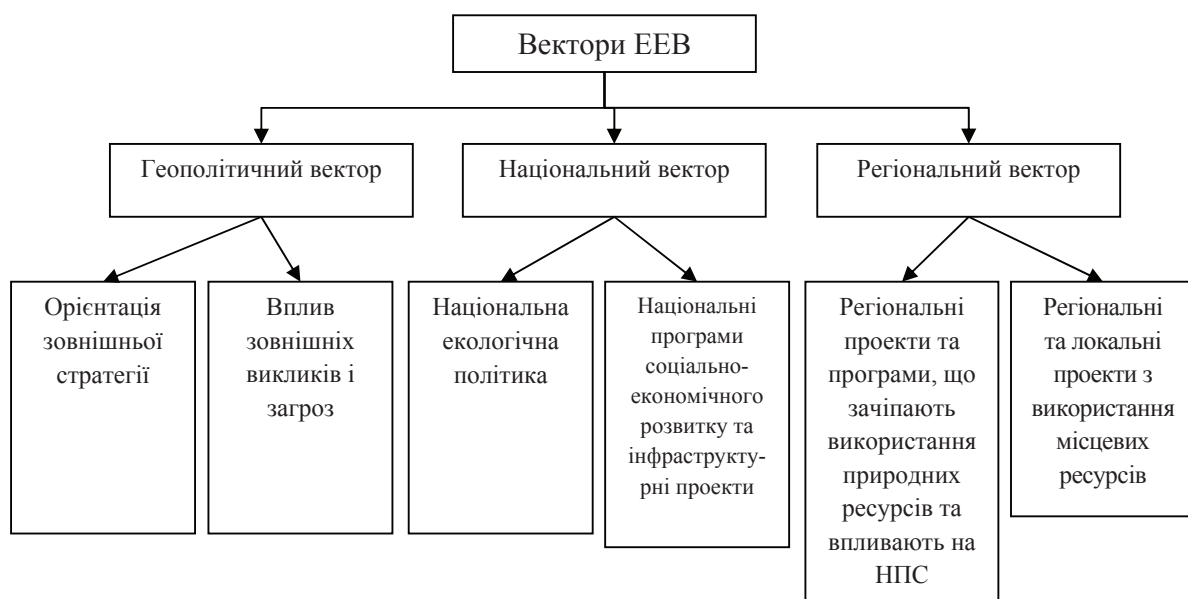 Вектори ЕЕВ
Геополітичний вектор
Національний вектор
Регіональний вектор
Орієнтація
зовнішньої
стратегії
Вплив
зовнішніх
викликів і
загроз
Національна
екологічна
політика
Національні
програми
соціально-
економічного
розвитку та
інфраструкту-
рні проекти
Регіональні
проекти та
програми, що
зачіпають
використання
природних
ресурсів та
впливають на
НПС
Регіональні
та локальні
проекти з
використання
місцевих
ресурсів